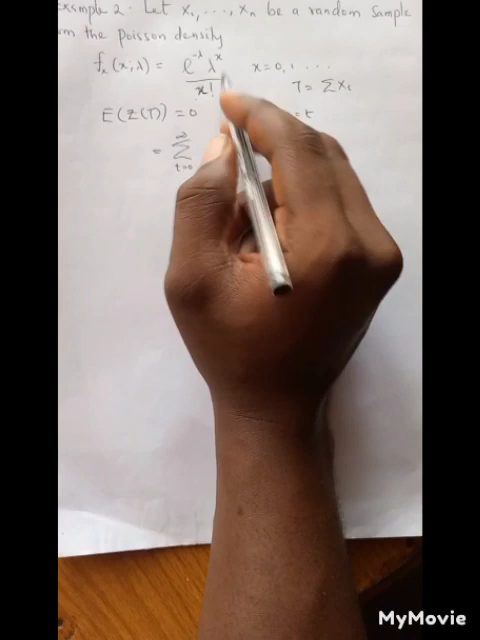 Example 2: Let X₁, ..., Xₙ be a random sample
the poisson density
fₓ(x; λ) = e^-λ λ^x / x! x = 0, 1 ...
T = ΣXᵢ
E(Z(T)) = 0 = t
= Σ^∞ t=0
MyMovie